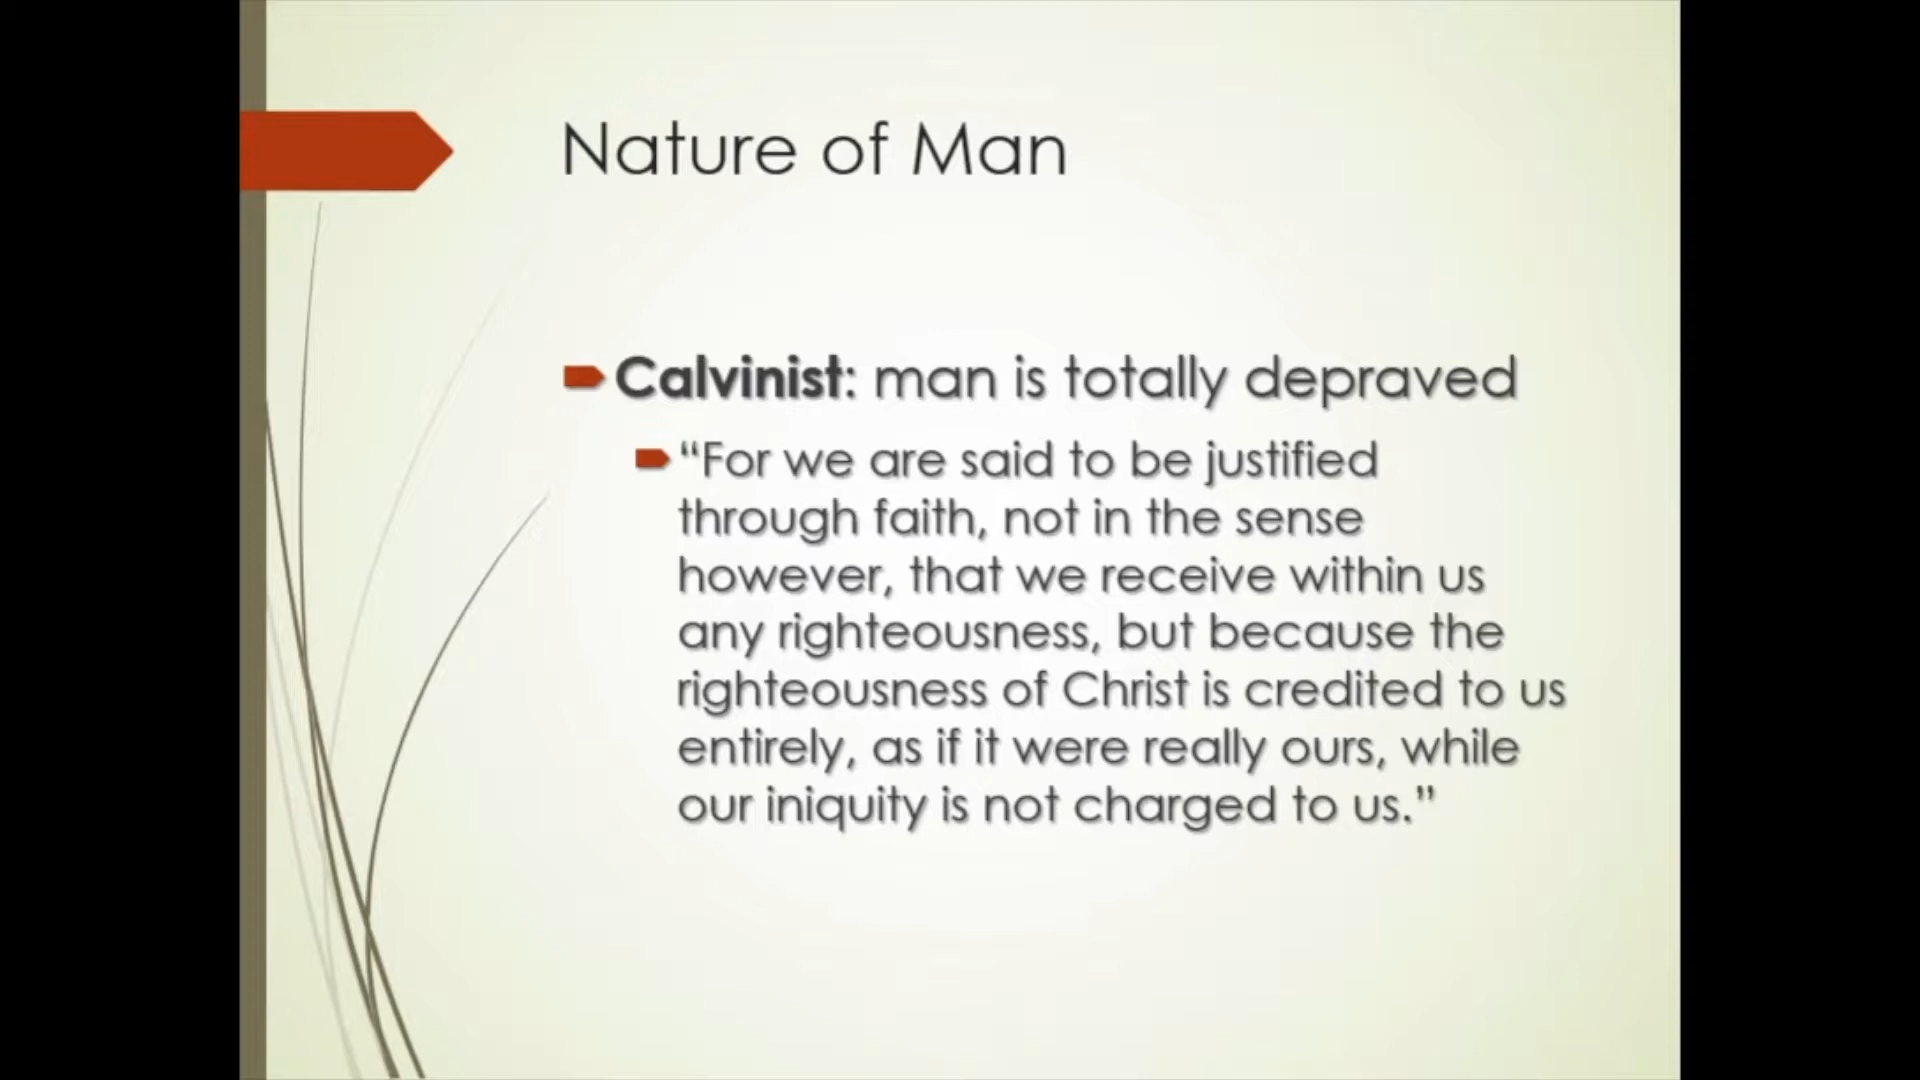 Nature of Man
Calvinist: man is totally depraved
“For we are said to be justified
through faith, not in the sense
however, that we receive within us
any righteousness, but because the
righteousness of Christ is credited to us
entirely, as if it were really ours, while
our iniquity is not charged to us.”